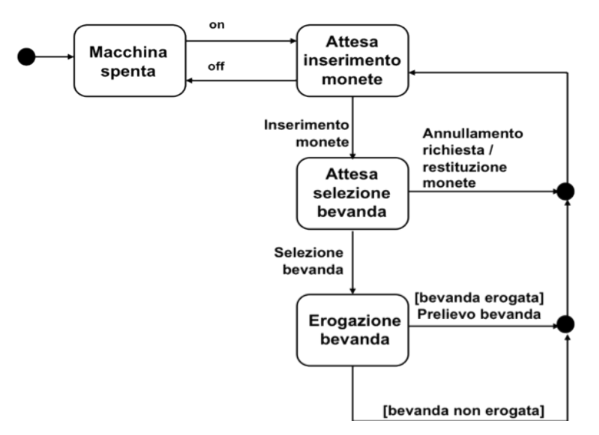 on
Macchina
spenta
off
Attesa
inserimento
monete
Inserimento
monete
Annullamento
richiesta /
restituzione
monete
Attesa
selezione
bevanda
Selezione
bevanda
[bevanda erogata]
Prelievo bevanda
Erogazione
bevanda
[bevanda non erogata]